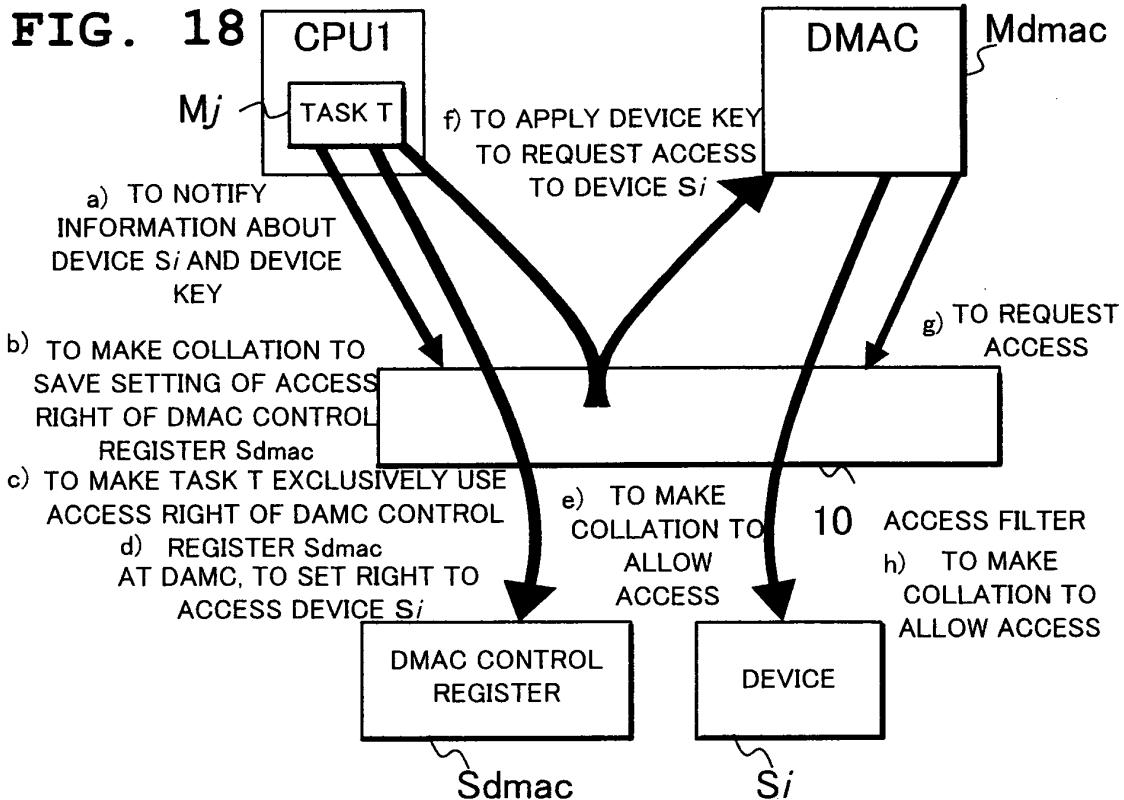 FIG. 18
CPU1
TASK T
Mj
DMAC
Mdmac
a) TO NOTIFY
INFORMATION ABOUT
DEVICE Si AND DEVICE
KEY
f) TO APPLY DEVICE KEY
TO REQUEST ACCESS
TO DEVICE Si
g) TO REQUEST
ACCESS
b) TO MAKE COLLATION TO
SAVE SETTING OF ACCESS
RIGHT OF DMAC CONTROL
REGISTER Sdmac
c) TO MAKE TASK T EXCLUSIVELY USE
ACCESS RIGHT OF DAMC CONTROL
d) REGISTER Sdmac
AT DAMC, TO SET RIGHT TO
ACCESS DEVICE Si
e) TO MAKE
COLLATION TO
ALLOW
ACCESS
10 ACCESS FILTER
h) TO MAKE
COLLATION TO
ALLOW ACCESS
DMAC CONTROL
REGISTER
DEVICE
Sdmac
Si